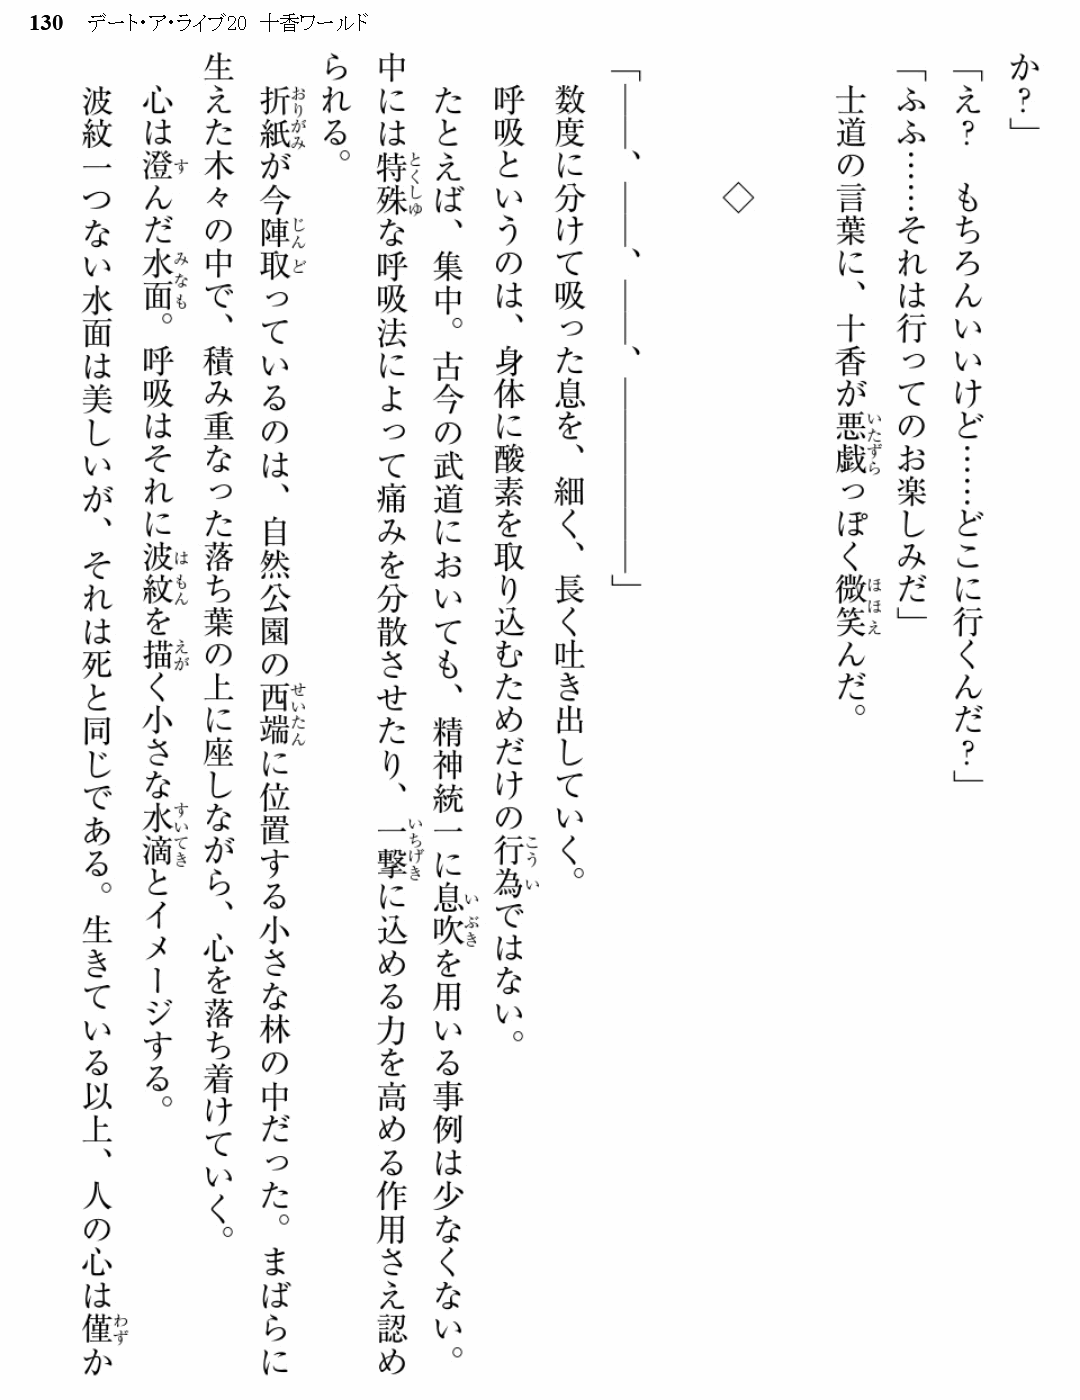 130 デート・ア・ライブ20 十香ワールド
か？」
「え？　もちろんいいけど……どこに行くんだ？」
「ふふ……それは行ってのお楽しみだ」
士道の言葉に、十香が悪戯っぽく微笑んだ。
◇
「――、――、――、――――――」
数度に分けて吸った息を、細く、長く吐き出していく。
呼吸というのは、身体に酸素を取り込むためだけの行為ではない。
たとえば、集中。古今の武道においても、精神統一に息吹を用いる事例は少なくない。
中には特殊な呼吸法によって痛みを分散させたり、一撃に込める力を高める作用さえ認め
られる。
折紙が今陣取っているのは、自然公園の西端に位置する小さな林の中だった。まばらに
生えた木々の中で、積み重なった落ち葉の上に座しながら、心を落ち着けていく。
心は澄んだ水面。呼吸はそれに波紋を描く小さな水滴とイメージする。
波紋一つない水面は美しいが、それは死と同じである。生きている以上、人の心は僅か